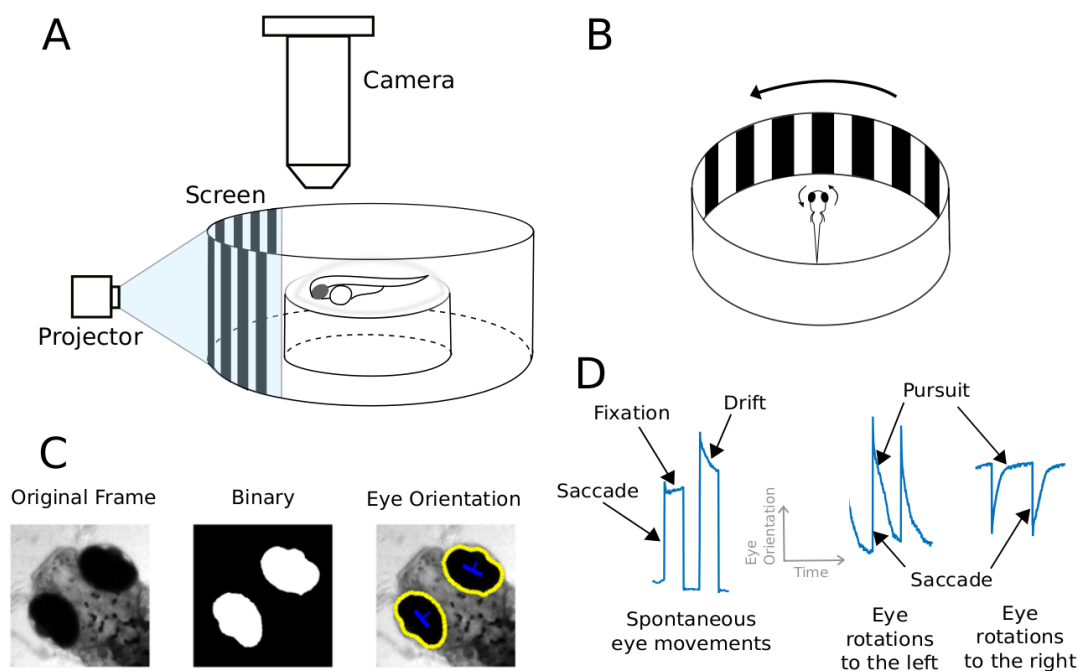 A
Camera
Screen
Projector
B
C
Original Frame
Binary
Eye Orientation
D
Fixation
Drift
Saccade
Spontaneous
eye movements
Eye
Orientation
Time
Pursuit
Saccade
Eye
rotations
to the left
Eye
rotations
to the right